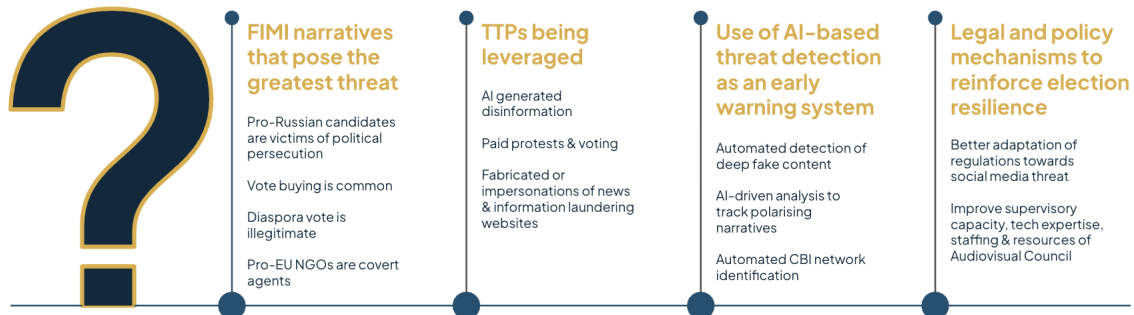 FIMI narratives
that pose the
greatest threat
Pro-Russian candidates
are victims of political
persecution
Vote buying is common
Diaspora vote is
illegitimate
Pro-EU NGOs are covert
agents
TTPs being
leveraged
AI generated
disinformation
Paid protests & voting
Fabricated or
impersonations of news
& information laundering
websites
Use of AI-based
threat detection
as an early
warning system
Automated detection of
deep fake content
AI-driven analysis to
track polarising
narratives
Automated CBI network
identification
Legal and policy
mechanisms to
reinforce election
resilience
Better adaptation of
regulations towards
social media threat
Improve supervisory
capacity, tech expertise,
staffing & resources of
Audiovisual Council